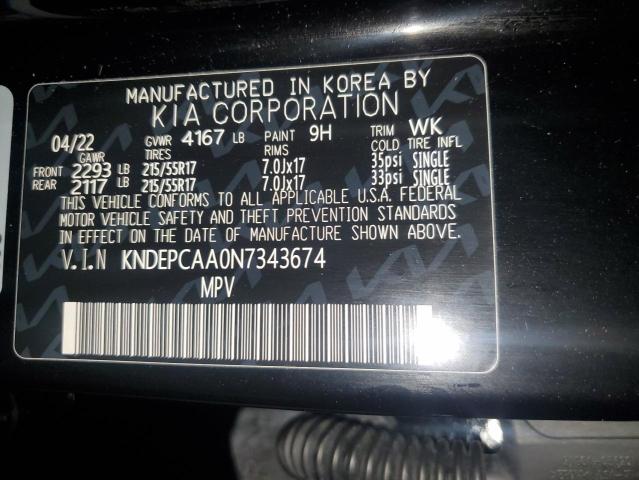 MANUFACTURED IN KOREA BY
KIA CORPORATION
04/22 GVWR 4167 LB PAINT 9H TRIM WK
GAWR TIRES RIMS COLD TIRE INFL
FRONT 2293 LB 215/55R17 7.0Jx17 35psi SINGLE
REAR 2117 LB 215/55R17 7.0Jx17 33psi SINGLE
THIS VEHICLE CONFORMS TO ALL APPLICABLE U.S.A. FEDERAL
MOTOR VEHICLE SAFETY AND THEFT PREVENTION STANDARDS
IN EFFECT ON THE DATE OF MANUFACTURE SHOWN ABOVE.
V.I.N KNDEPCAA0N7343674
MPV